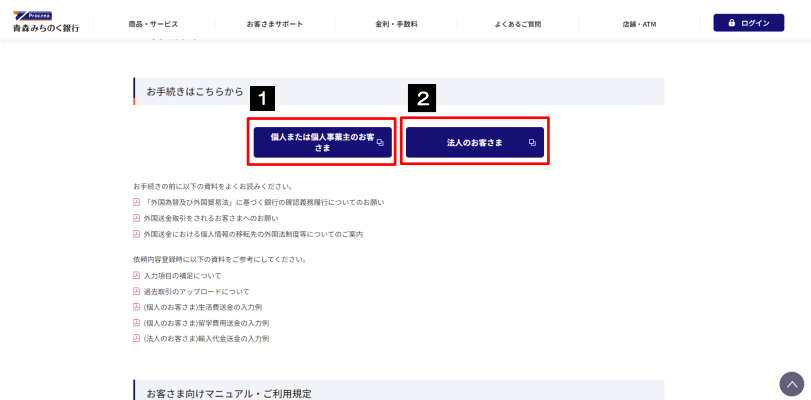 Procrea
青森みちのく銀行
商品・サービス
お客さまサポート
金利・手数料
よくあるご質問
店舗・ATM
ログイン
お手続きはこちらから
1
2
個人または個人事業主のお客
さま
法人のお客さま
お手続きの前に以下の資料をよくお読みください。
「外国為替及び外国貿易法」に基づく銀行の確認義務履行についてのお願い
外国送金取引をされるお客さまへのお願い
外国送金における個人情報の移転先の外国法制度等についてのご案内
依頼内容登録時に以下の資料をご参考にしてください。
入力項目の補足について
過去取引のアップロードについて
(個人のお客さま)生活費送金の入力例
(個人のお客さま)留学費用送金の入力例
(法人のお客さま)輸入代金送金の入力例
お客さま向けマニュアル・ご利用規定